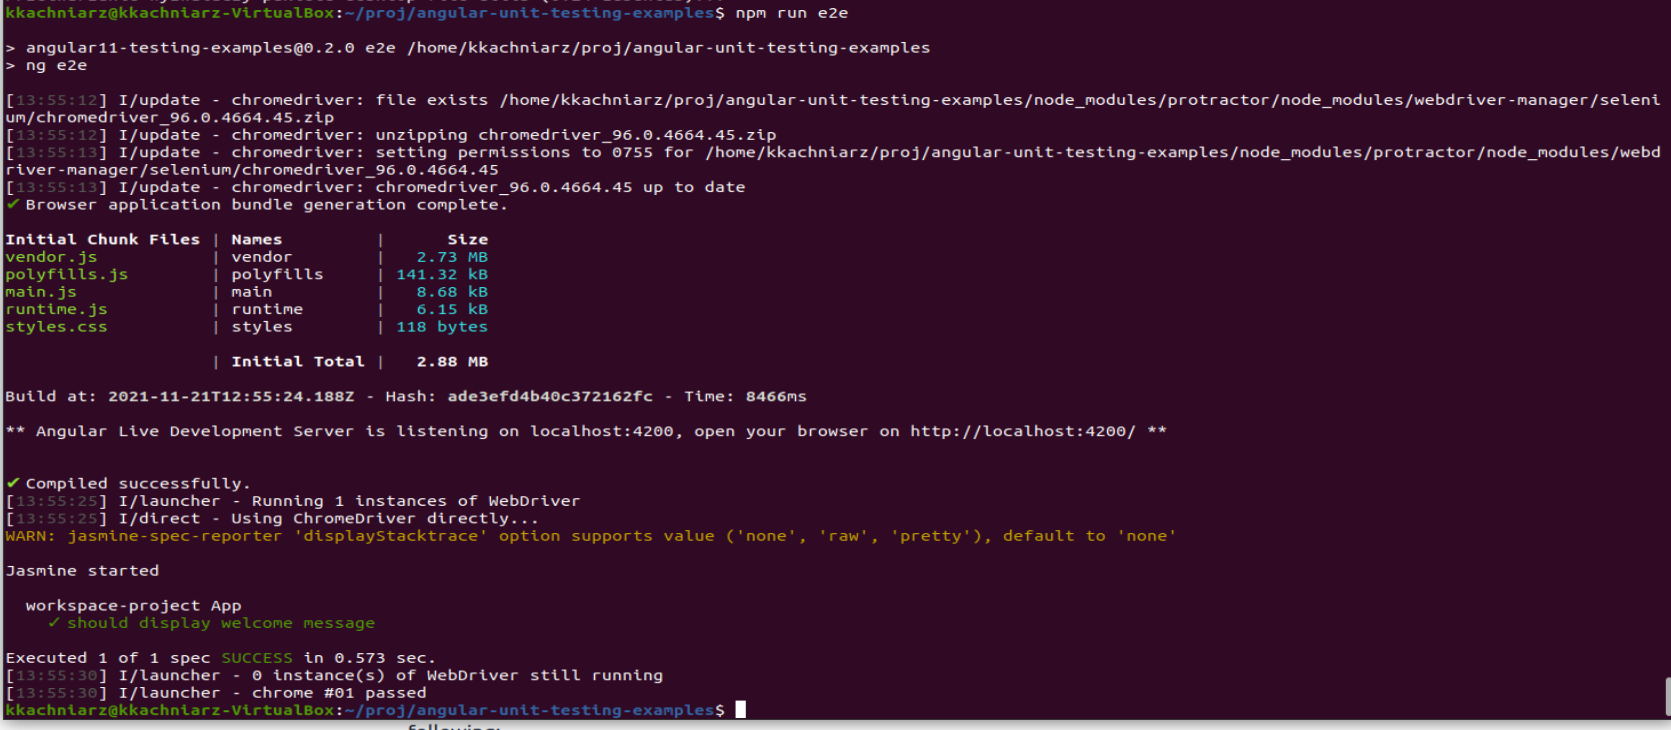 kkachniarz@kkachniarz-VirtualBox:~/proj/angular-unit-testing-examples$ npm run e2e
> angular11-testing-examples@0.2.0 e2e /home/kkachniarz/proj/angular-unit-testing-examples
> ng e2e
[13:55:12] I/update - chromedriver: file exists /home/kkachniarz/proj/angular-unit-testing-examples/node_modules/protractor/node_modules/webdriver-manager/seleni
um/chromedriver_96.0.4664.45.zip
[13:55:12] I/update - chromedriver: unzipping chromedriver_96.0.4664.45.zip
[13:55:13] I/update - chromedriver: setting permissions to 0755 for /home/kkachniarz/proj/angular-unit-testing-examples/node_modules/protractor/node_modules/webd
river-manager/selenium/chromedriver_96.0.4664.45
[13:55:13] I/update - chromedriver: chromedriver_96.0.4664.45 up to date
✔ Browser application bundle generation complete.
Initial Chunk Files | Names | Size
vendor.js | vendor | 2.73 MB
polyfills.js | polyfills | 141.32 kB
main.js | main | 8.68 kB
runtime.js | runtime | 6.15 kB
styles.css | styles | 118 bytes
| Initial Total | 2.88 MB
Build at: 2021-11-21T12:55:24.188Z - Hash: ade3efd4b40c372162fc - Time: 8466ms
** Angular Live Development Server is listening on localhost:4200, open your browser on http://localhost:4200/ **
✔ Compiled successfully.
[13:55:25] I/launcher - Running 1 instances of WebDriver
[13:55:25] I/direct - Using ChromeDriver directly...
WARN: jasmine-spec-reporter 'displayStacktrace' option supports value ('none', 'raw', 'pretty'), default to 'none'
Jasmine started
workspace-project App
✓ should display welcome message
Executed 1 of 1 spec SUCCESS in 0.573 sec.
[13:55:30] I/launcher - 0 instance(s) of WebDriver still running
[13:55:30] I/launcher - chrome #01 passed
kkachniarz@kkachniarz-VirtualBox:~/proj/angular-unit-testing-examples$